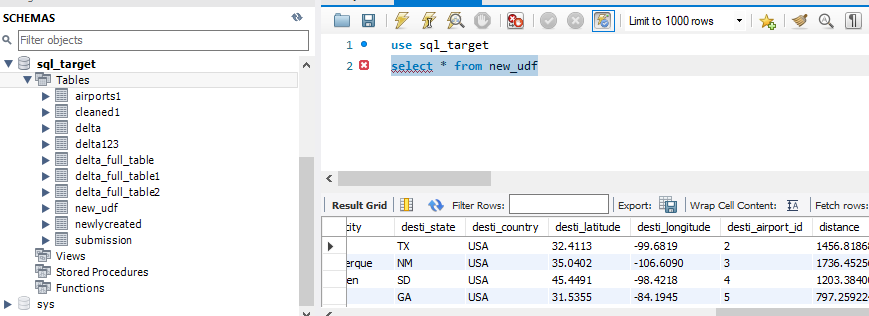 SCHEMAS
Filter objects
sql_target
Tables
airports1
cleaned1
delta
delta123
delta_full_table
delta_full_table1
delta_full_table2
new_udf
newlycreated
submission
Views
Stored Procedures
Functions
sys
Limit to 1000 rows
1 use sql_target
2 select * from new_udf
Result Grid Filter Rows: Export: Wrap Cell Content: Fetch rows:
city desti_state desti_country desti_latitude desti_longitude desti_airport_id distance
TX USA 32.4113 -99.6819 2 1456.81868
erque NM USA 35.0402 -106.6090 3 1736.4525
en SD USA 45.4491 -98.4218 4 1203.38400
GA USA 31.5355 -84.1945 5 797.259224